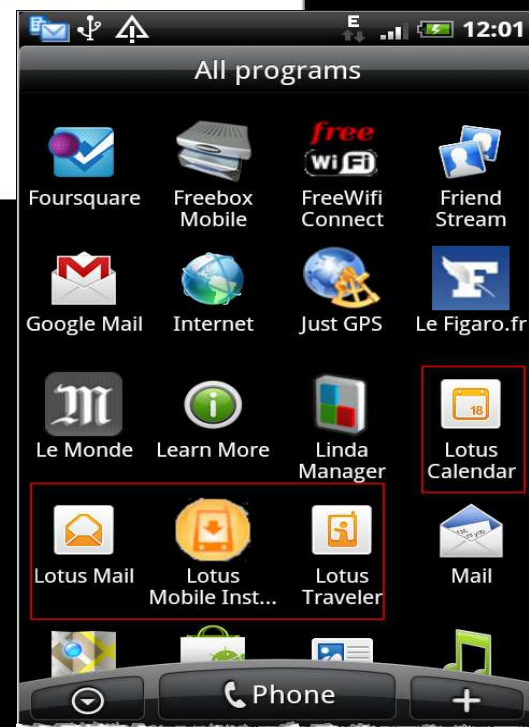 E
12:01
All programs
free
WiFi
Foursquare
Freebox
Mobile
FreeWifi
Connect
Friend
Stream
Google Mail
Internet
Just GPS
Le Figaro.fr
18
Le Monde
Learn More
Linda
Manager
Lotus
Calendar
Lotus Mail
Lotus
Mobile Inst...
Lotus
Traveler
Mail
Phone